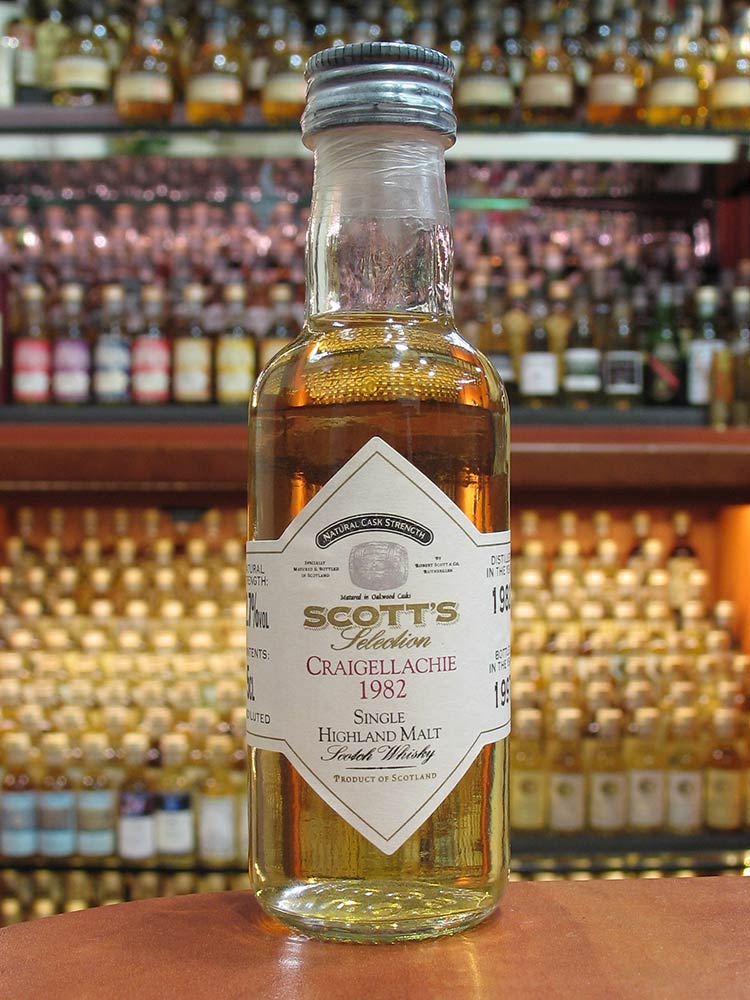 NATURAL CASK STRENGTH
SPECIALLY
MATURED & BOTTLED
IN SCOTLAND
BY
ROBERT SCOTT & CO.
RUTHERGLEN
Matured in Oakwood Casks
SCOTT'S
Selection
CRAIGELLACHIE
1982
SINGLE
HIGHLAND MALT
Scotch Whisky
PRODUCT OF SCOTLAND